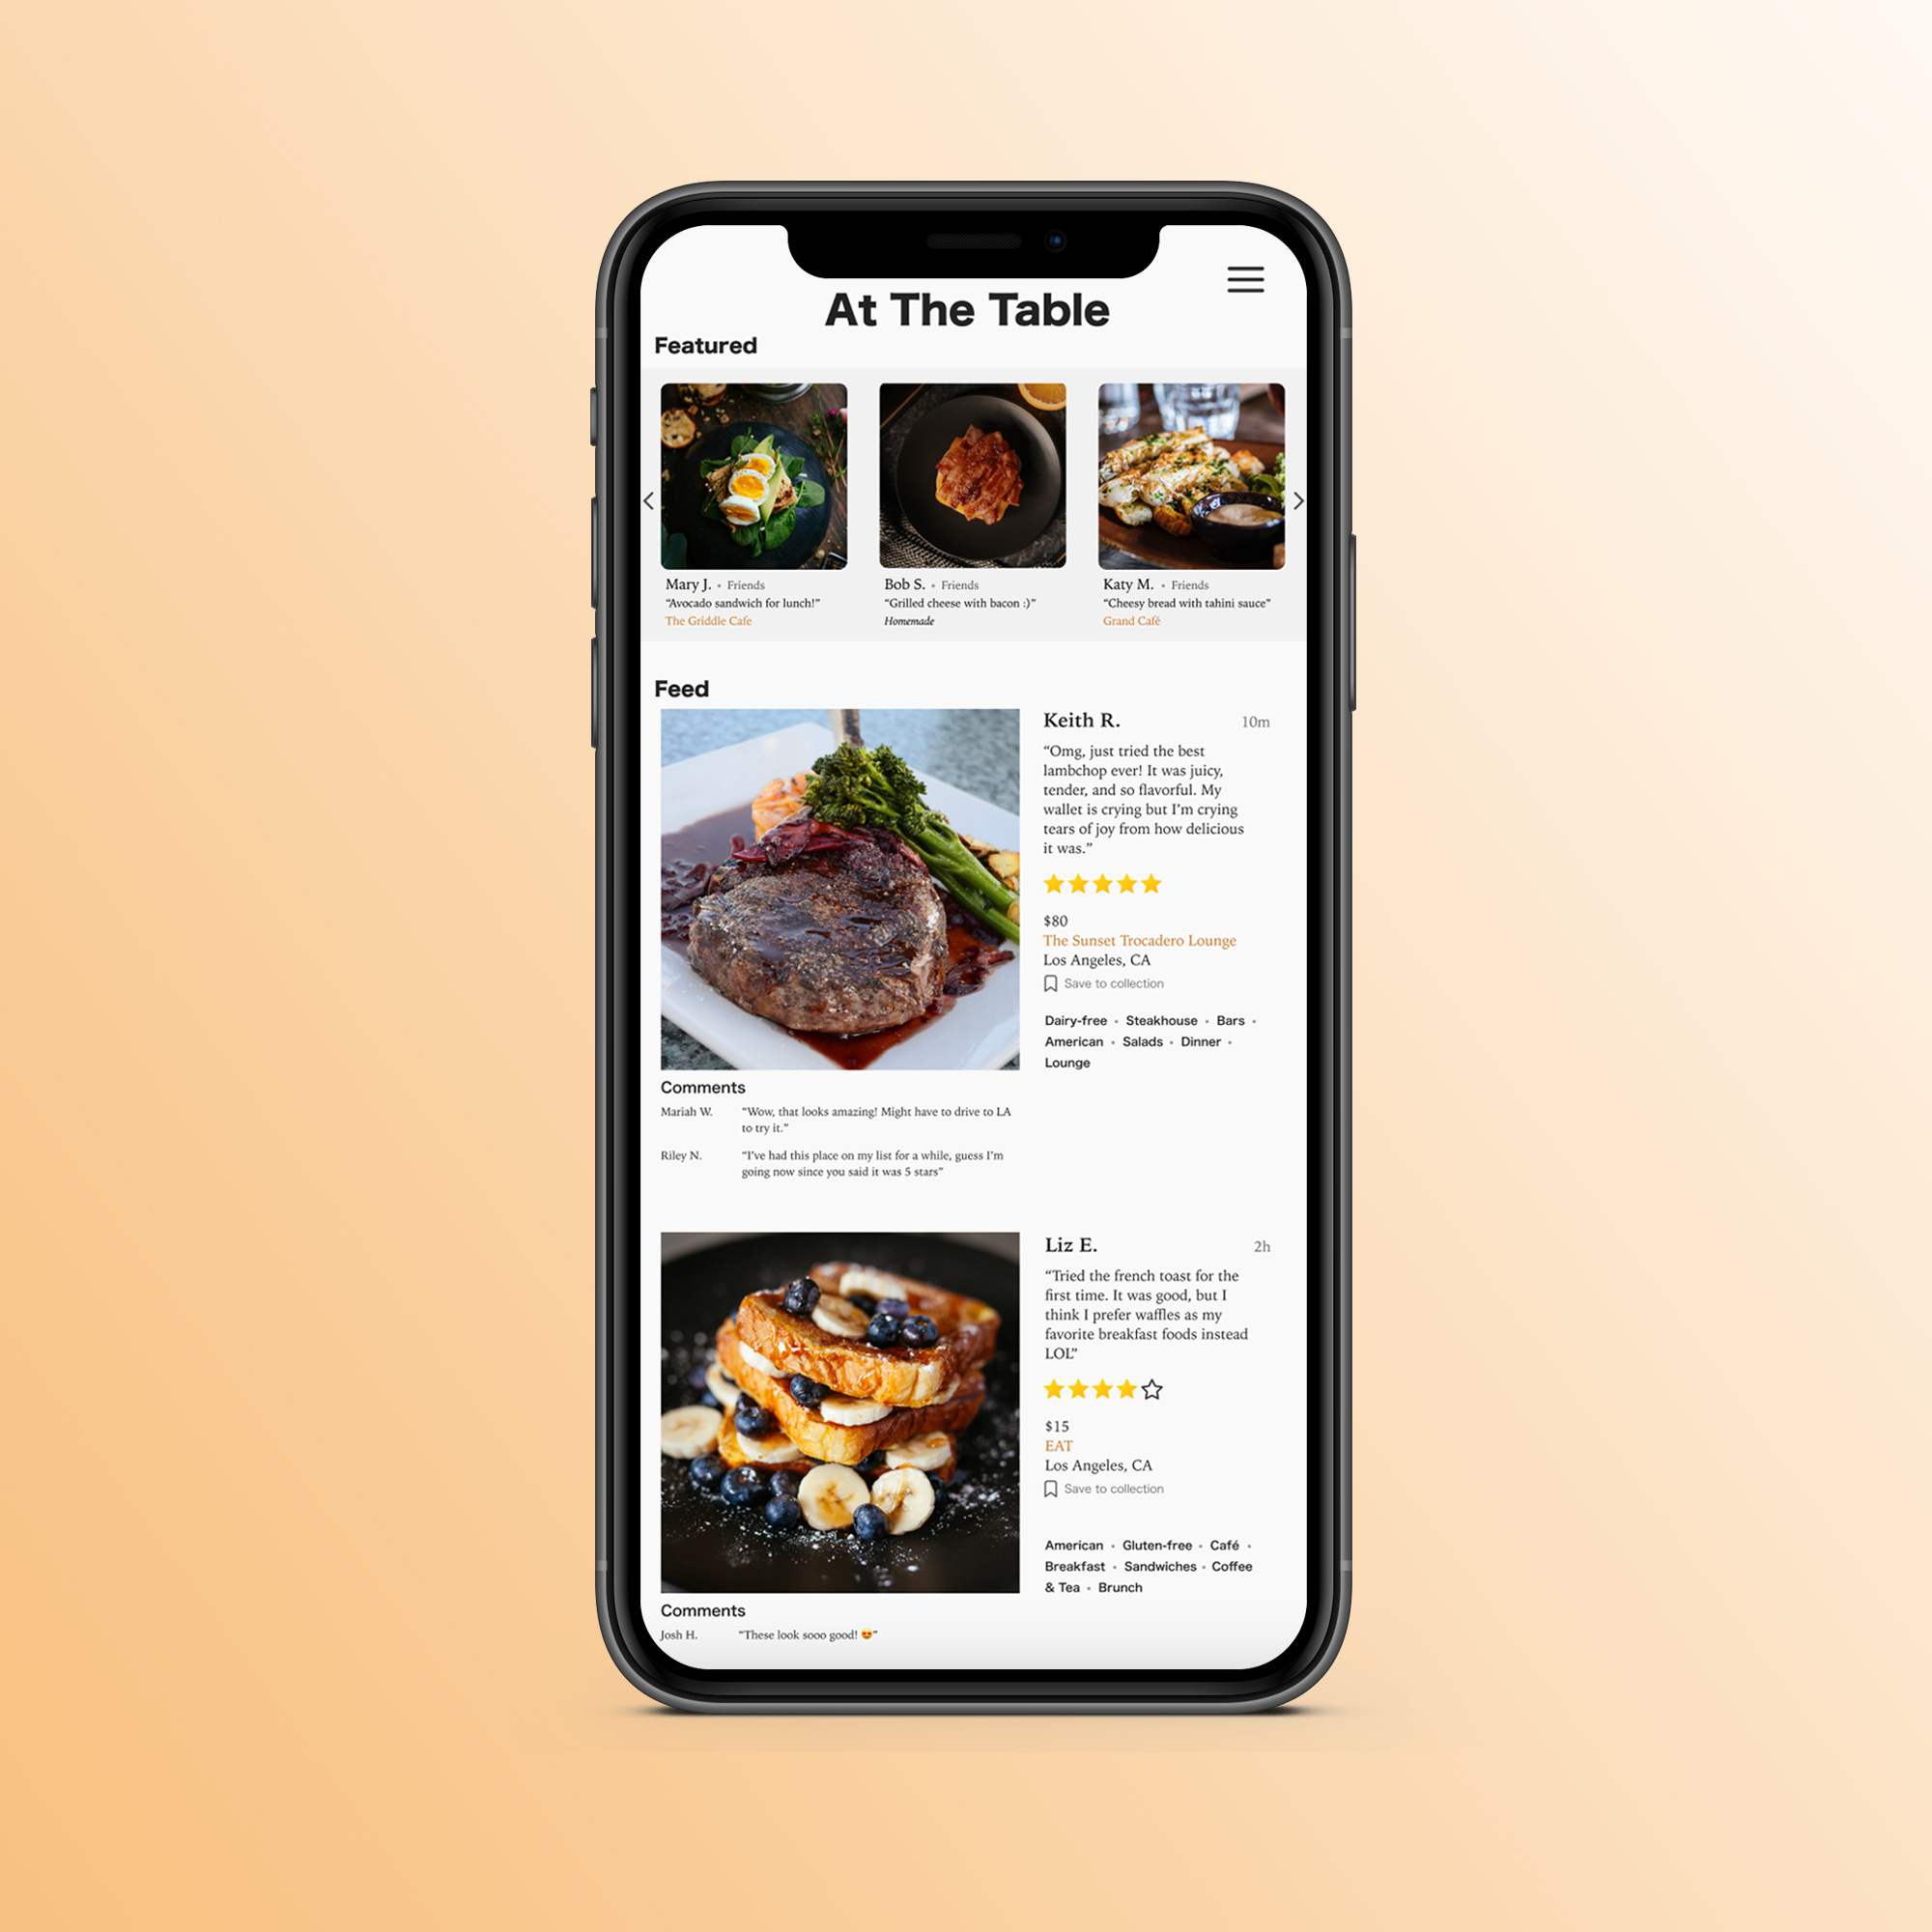 At The Table
Featured
Mary J. • Friends
“Avocado sandwich for lunch!”
The Griddle Cafe
Bob S. • Friends
“Grilled cheese with bacon :)”
Homemade
Katy M. • Friends
“Cheesy bread with tahini sauce”
Grand Café
Feed
Keith R. 10m
“Omg, just tried the best
lambchop ever! It was juicy,
tender, and so flavorful. My
wallet is crying but I’m crying
tears of joy from how delicious
it was.”
$80
The Sunset Trocadero Lounge
Los Angeles, CA
Save to collection
Dairy-free • Steakhouse • Bars •
American • Salads • Dinner •
Lounge
Comments
Mariah W. “Wow, that looks amazing! Might have to drive to LA
to try it.”
Riley N. “I’ve had this place on my list for a while, guess I’m
going now since you said it was 5 stars”
Liz E. 2h
“Tried the french toast for the
first time. It was good, but I
think I prefer waffles as my
favorite breakfast foods instead
LOL”
$15
EAT
Los Angeles, CA
Save to collection
American • Gluten-free • Café •
Breakfast • Sandwiches • Coffee
& Tea • Brunch
Comments
Josh H. “These look sooo good! 😍”